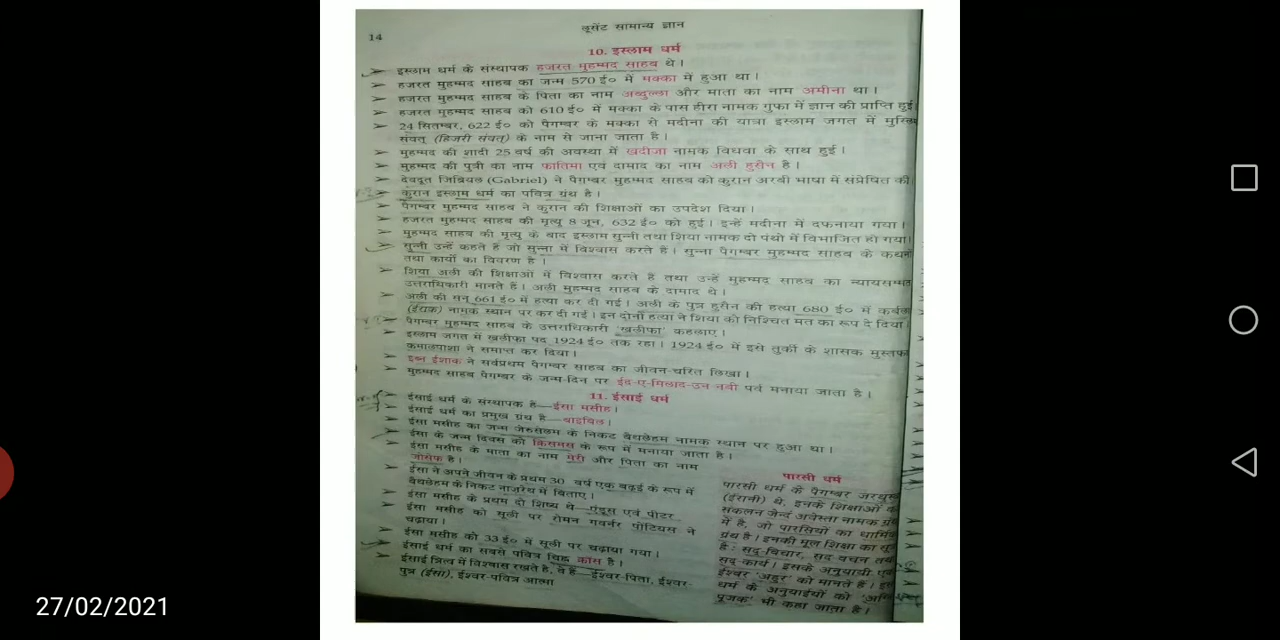 लूसेंट सामान्य ज्ञान
14
10. इस्लाम धर्म
इस्लाम धर्म के संस्थापक हजरत मुहम्मद साहब थे।
हजरत मुहम्मद साहब का जन्म 570 ई० में मक्का में हुआ था।
हजरत मुहम्मद साहब के पिता का नाम अब्दुल्ला और माता का नाम अमीना था।
हजरत मुहम्मद साहब को 610 ई० में मक्का के पास हीरा नामक गुफा में ज्ञान की प्राप्ति हुई
24 सितम्बर, 622 ई० को पैगम्बर के मक्का से मदीना की यात्रा इस्लाम जगत में
संवत् (हिजरी संवत्) के नाम से जाना जाता है।
मुहम्मद की शादी 25 वर्ष की अवस्था में खदीजा नामक विधवा के साथ हुई।
मुहम्मद की पुत्री का नाम फातिमा एवं दामाद का नाम अली हुसैन है।
देवदूत जिब्रियल (Gabriel) ने पैगम्बर मुहम्मद साहब को कुरान अरबी भाषा में संप्रेषित की
कुरान इस्लाम धर्म का पवित्र ग्रंथ है।
पैगम्बर मुहम्मद साहब ने कुरान की शिक्षाओं का उपदेश दिया।
हजरत मुहम्मद साहब की मृत्यु 8 जून, 632 ई० को हुई। इन्हें मदीना में दफनाया गया।
मुहम्मद साहब की मृत्यु के बाद इस्लाम सुन्नी तथा शिया नामक दो पंथो में विभाजित हो गया।
सुन्नी उन्हें कहते हैं जो सुन्ना में विश्वास करते हैं। सुन्ना पैगम्बर मुहम्मद साहब के कथनों
तथा कार्यों का विवरण है।
शिया अली की शिक्षाओं में विश्वास करते हैं तथा उन्हें मुहम्मद साहब का न्यायसम्मत
उत्तराधिकारी मानते हैं। अली मुहम्मद साहब के दामाद थे।
अली की सन् 661 ई० में हत्या कर दी गई। अली के पुत्र हुसैन की हत्या 680 ई० में कर्बला
(ईराक) नामक स्थान पर कर दी गई। इन दोनों हत्या ने शिया को निश्चित मत का रूप दे दिया।
पैगम्बर मुहम्मद साहब के उत्तराधिकारी 'खलीफा' कहलाए।
इस्लाम जगत में खलीफा पद 1924 ई० तक रहा। 1924 ई० में इसे तुर्की के शासक मुस्तफा
कमालपाशा ने समाप्त कर दिया।
इब्न ईशाक ने सर्वप्रथम पैगम्बर साहब का जीवन-चरित लिखा।
मुहम्मद साहब पैगम्बर के जन्म-दिन पर ईद-ए-मिलाद-उन नबी पर्व मनाया जाता है।
11. ईसाई धर्म
ईसाई धर्म के संस्थापक हैं—ईसा मसीह।
ईसाई धर्म का प्रमुख ग्रंथ है—बाइबिल।
ईसा मसीह का जन्म जेरुसेलम के निकट बैथलेहम नामक स्थान पर हुआ था।
ईसा के जन्म दिवस को क्रिसमस के रूप में मनाया जाता है।
ईसा मसीह के माता का नाम मेरी और पिता का नाम
जोसेफ है।
ईसा ने अपने जीवन के प्रथम 30 वर्ष एक बढ़ई के रूप में
बैथलेहम के निकट नाजरेथ में बिताए।
ईसा मसीह के प्रथम दो शिष्य थे—एंड्रूस एवं पीटर
ईसा मसीह को सूली पर रोमन गवर्नर पोंटियस ने
चढ़ाया।
ईसा मसीह को 33 ई० में सूली पर चढ़ाया गया।
ईसाई धर्म का सबसे पवित्र चिह्न क्रॉस है।
ईसाई त्रित्व में विश्वास रखते है, वे हैं—ईश्वर-पिता, ईश्वर-
पुत्र (ईसा), ईश्वर-पवित्र आत्मा
पारसी धर्म
पारसी धर्म के पैगम्बर
(ईरानी) थे, इनके शिक्षाओं
संकलन जेन्द अवेस्ता नामक
में है, जो पारसियों का धार्मिक
ग्रंथ है। इनकी मूल शिक्षा का
है : सद्-विचार, सद् वचन
सद् कार्य। इसके अनुयायी
ईश्वर 'अहुर' को मानते हैं।
धर्म के अनुयाईयों को
पूजक' भी कहा जाता है।
27/02/2021